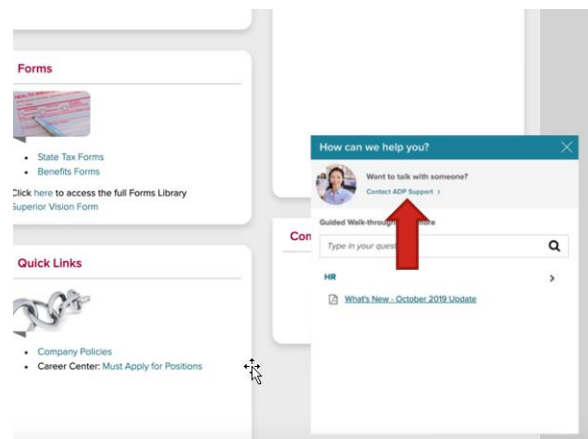 Forms
State Tax Forms
Benefits Forms
Click here to access the full Forms Library
Superior Vision Form
Quick Links
Company Policies
Career Center: Must Apply for Positions
Con
How can we help you?
Want to talk with someone?
Contact ADP Support >
Guided Walk-throug
Type in your quest
HR
What's New - October 2019 Update